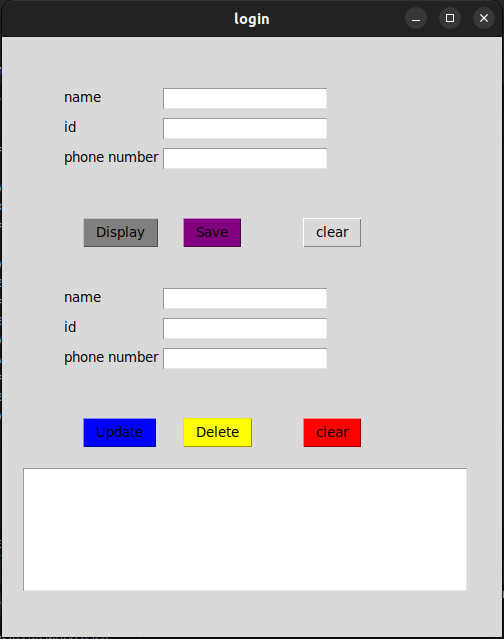 login
name
id
phone number
Display Save clear
name
id
phone number
Update Delete clear